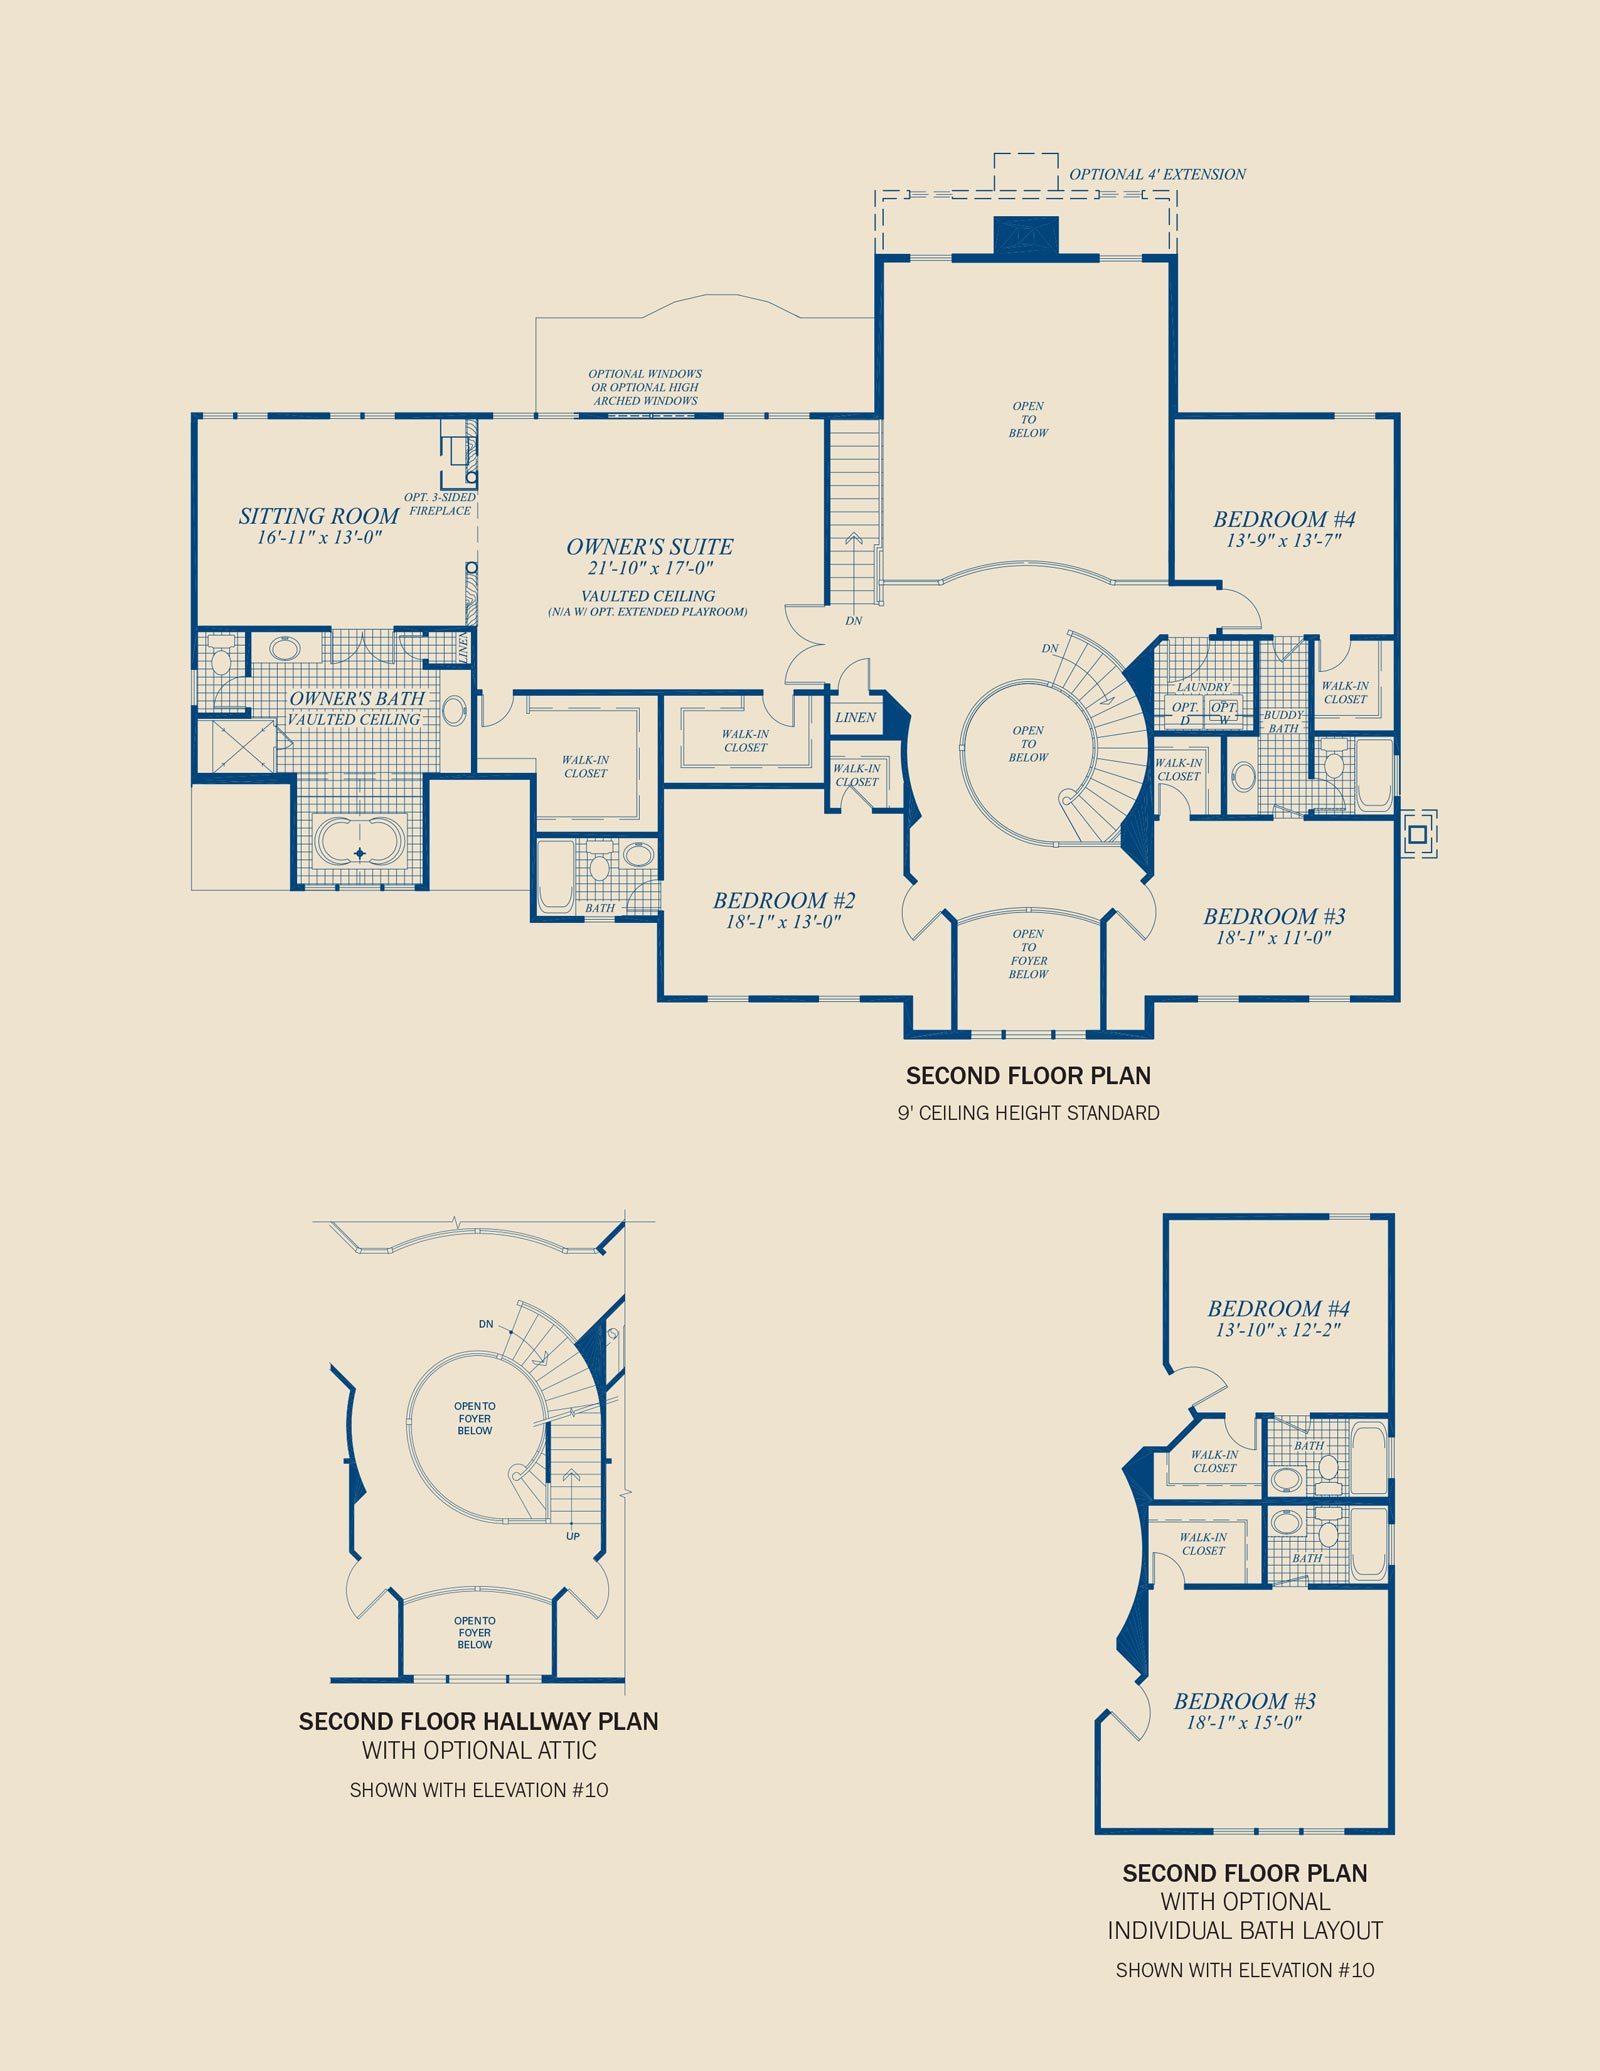 OPTIONAL 4' EXTENSION
OPTIONAL WINDOWS
OR OPTIONAL HIGH
ARCHED WINDOWS
OPEN
TO
BELOW
OPT. 3-SIDED
FIREPLACE
SITTING ROOM
16'-11" x 13'-0"
OWNER'S SUITE
21'-10" x 17'-0"
VAULTED CEILING
(N/A W/ OPT. EXTENDED PLAYROOM)
BEDROOM #4
13'-9" x 13'-7"
DN
DN
LINEN
OWNER'S BATH
VAULTED CEILING
WALK-IN
CLOSET
WALK-IN
CLOSET
LINEN
WALK-IN
CLOSET
OPEN
TO
BELOW
LAUNDRY
OPT.
D
OPT.
W
BUDDY
BATH
WALK-IN
CLOSET
WALK-IN
CLOSET
BATH
BEDROOM #2
18'-1" x 13'-0"
OPEN
TO
FOYER
BELOW
BEDROOM #3
18'-1" x 11'-0"
SECOND FLOOR PLAN
9' CEILING HEIGHT STANDARD
DN
OPEN TO
FOYER
BELOW
UP
OPEN TO
FOYER
BELOW
SECOND FLOOR HALLWAY PLAN
WITH OPTIONAL ATTIC
SHOWN WITH ELEVATION #10
BEDROOM #4
13'-10" x 12'-2"
WALK-IN
CLOSET
BATH
WALK-IN
CLOSET
BATH
BEDROOM #3
18'-1" x 15'-0"
SECOND FLOOR PLAN
WITH OPTIONAL
INDIVIDUAL BATH LAYOUT
SHOWN WITH ELEVATION #10